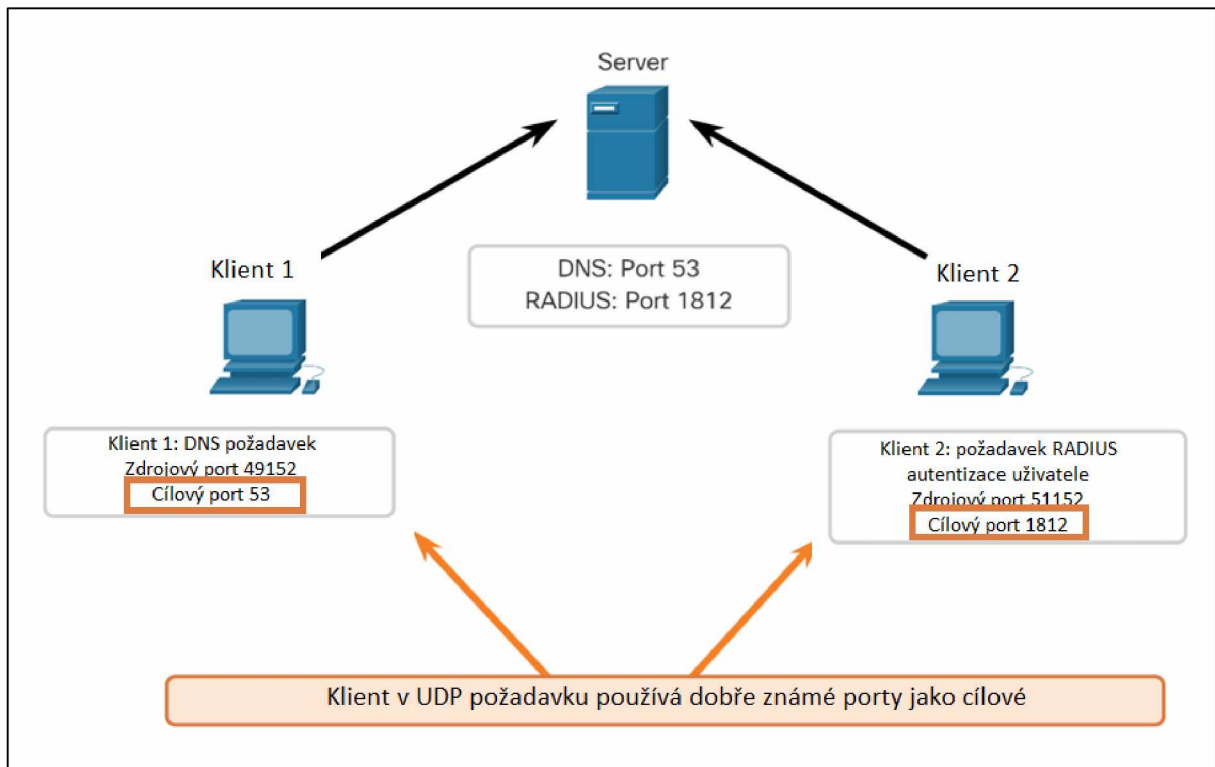 Server
Klient 1
Klient 2
DNS: Port 53
RADIUS: Port 1812
Klient 1: DNS požadavek
Zdrojový port 49152
Cílový port 53
Klient 2: požadavek RADIUS
autentizace uživatele
Zdrojový port 51152
Cílový port 1812
Klient v UDP požadavku používá dobře známé porty jako cílové